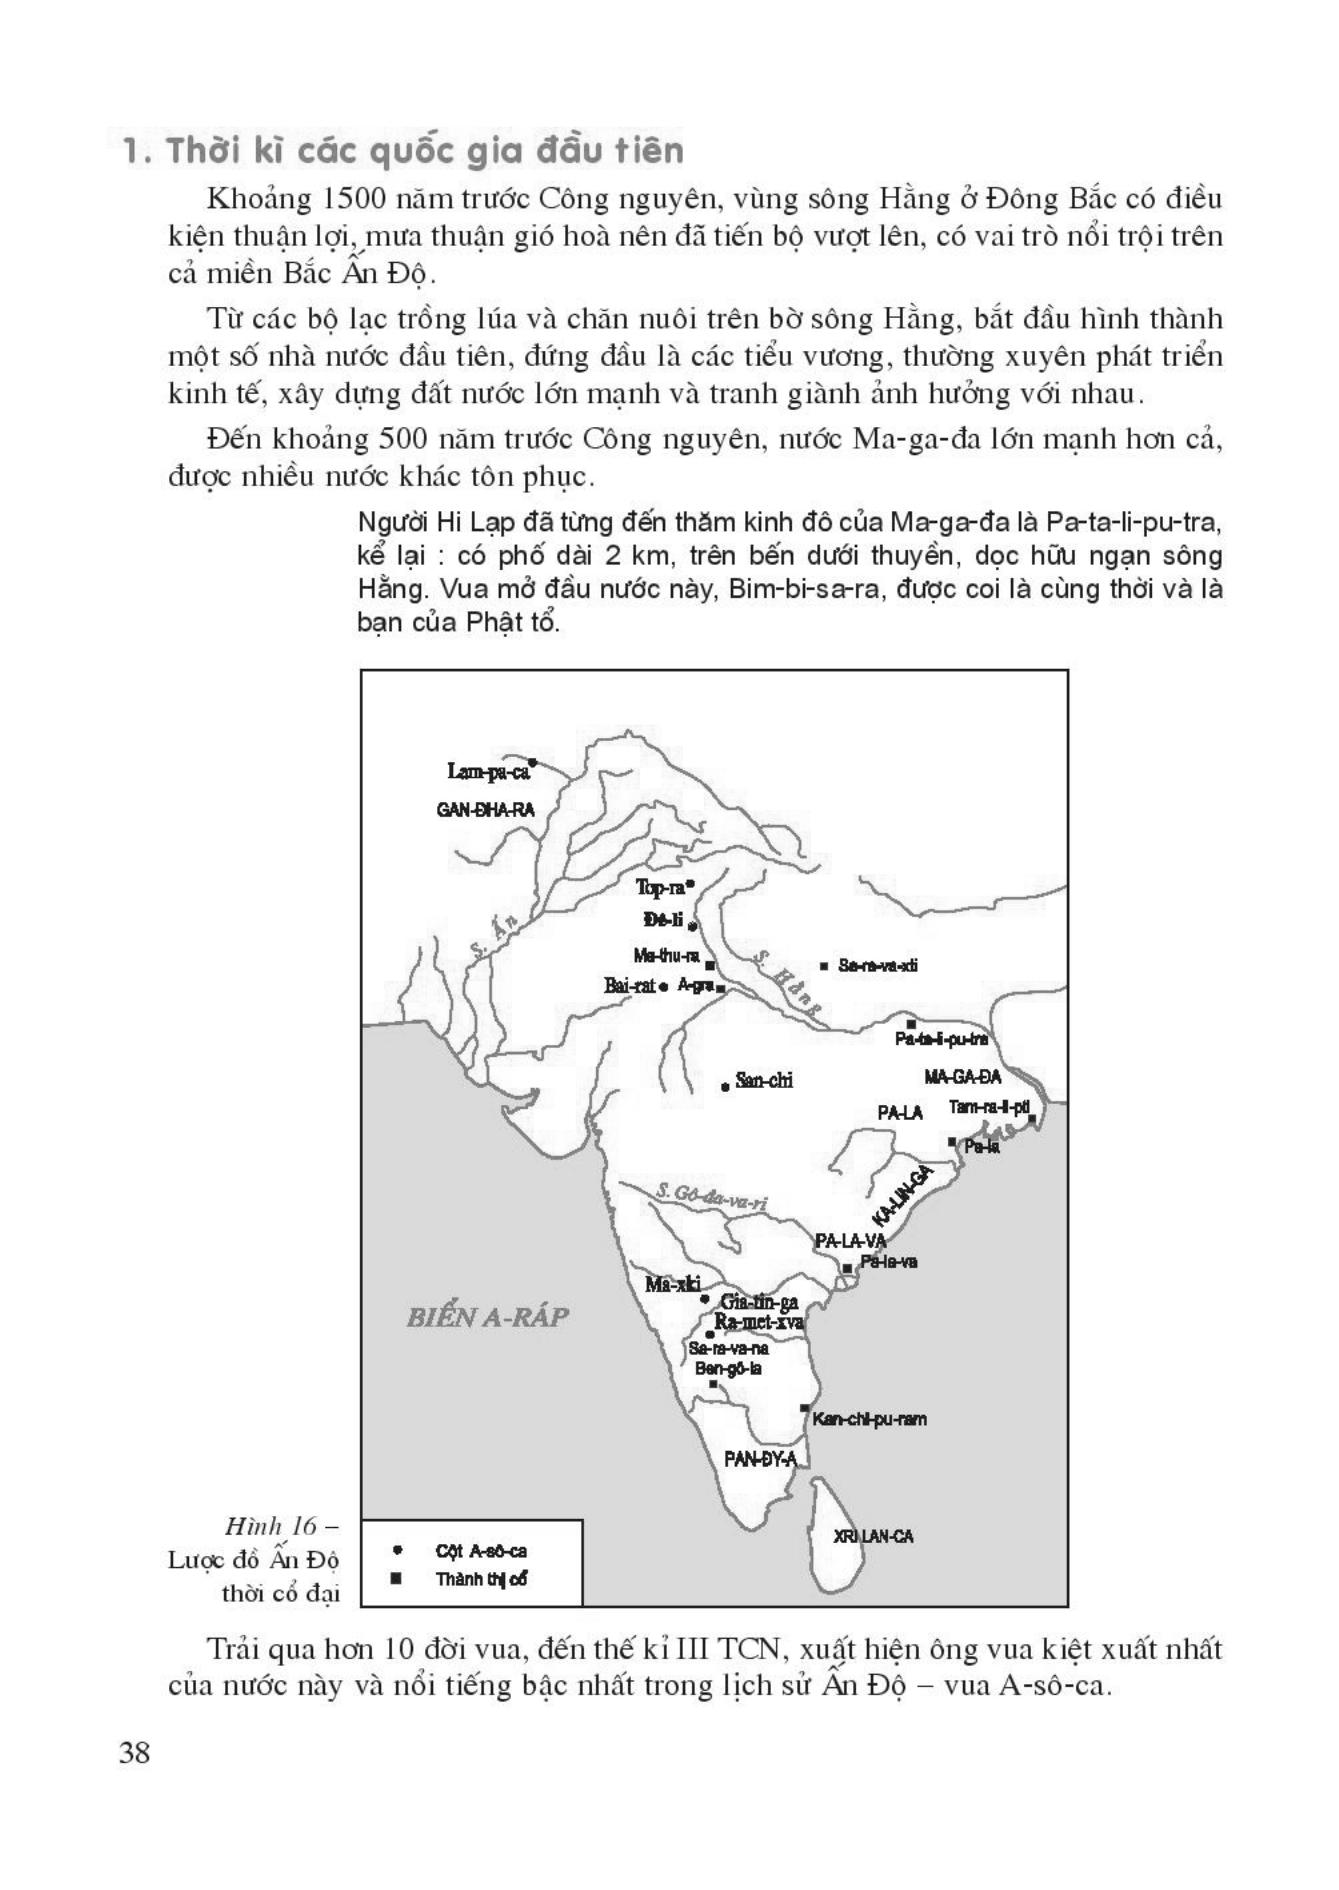 1. Thời kì các quốc gia đầu tiên
Khoảng 1500 năm trước Công nguyên, vùng sông Hằng ở Đông Bắc có điều
kiện thuận lợi, mưa thuận gió hoà nên đã tiến bộ vượt lên, có vai trò nổi trội trên
cả miền Bắc Ấn Độ.
Từ các bộ lạc trồng lúa và chăn nuôi trên bờ sông Hằng, bắt đầu hình thành
một số nhà nước đầu tiên, đứng đầu là các tiểu vương, thường xuyên phát triển
kinh tế, xây dựng đất nước lớn mạnh và tranh giành ảnh hưởng với nhau.
Đến khoảng 500 năm trước Công nguyên, nước Ma-ga-đa lớn mạnh hơn cả,
được nhiều nước khác tôn phục.
Người Hi Lạp đã từng đến thăm kinh đô của Ma-ga-đa là Pa-ta-li-pu-tra,
kể lại : có phố dài 2 km, trên bến dưới thuyền, dọc hữu ngạn sông
Hằng. Vua mở đầu nước này, Bim-bi-sa-ra, được coi là cùng thời và là
bạn của Phật tổ.
Lam-pa-ca
GAN-ĐHA-RA
Top-ra
Đê-li
S. Ấn
Ma-thu-ra
S. Hằng
Sa-ra-va-xti
Bai-rat
A-gra
Pa-ta-li-pu-tra
San-chi
MA-GA-ĐA
PA-LA
Tam-ra-li-pti
Pa-la
KA-LIN-GA
S. Gô-đa-va-ri
PA-LA-VA
Pa-la-va
Ma-xki
Gia-tin-ga
Ra-met-xva
BIỂN A-RÁP
Sa-ra-va-na
Ben-gô-la
Kan-chi-pu-ram
PAN-ĐY-A
XRI LAN-CA
Cột A-sô-ca
Thành thị cổ
Hình 16 –
Lược đồ Ấn Độ
thời cổ đại
Trải qua hơn 10 đời vua, đến thế kỉ III TCN, xuất hiện ông vua kiệt xuất nhất
của nước này và nổi tiếng bậc nhất trong lịch sử Ấn Độ – vua A-sô-ca.
38